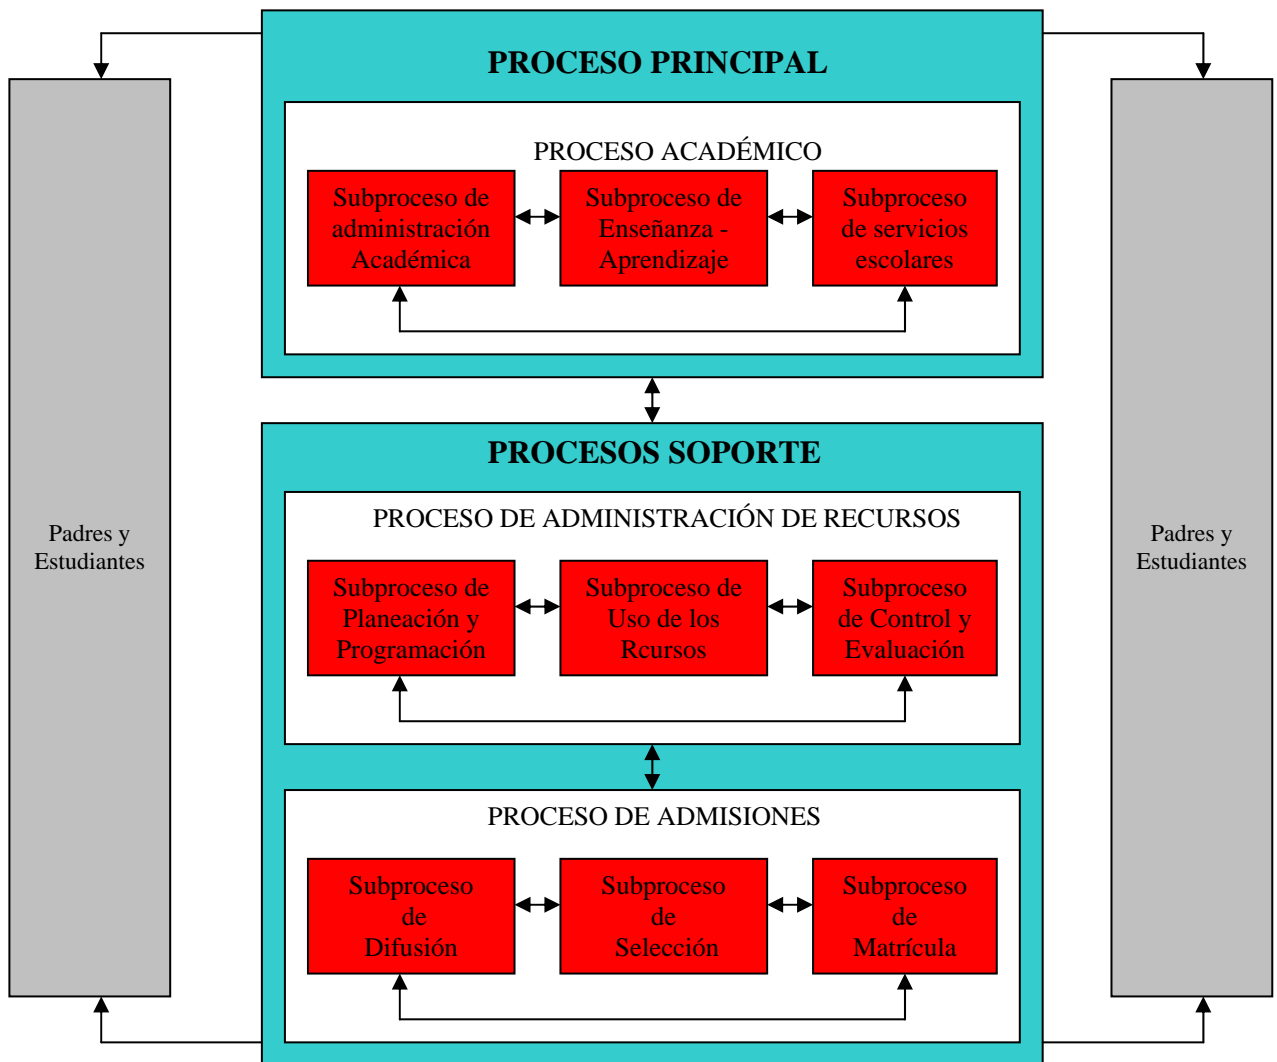 PROCESO PRINCIPAL
PROCESO ACADÉMICO
Subproceso de
administración
Académica
Subproceso de
Enseñanza -
Aprendizaje
Subproceso
de servicios
escolares
PROCESOS SOPORTE
PROCESO DE ADMINISTRACIÓN DE RECURSOS
Padres y
Estudiantes
Subproceso de
Planeación y
Programación
Subproceso de
Uso de los
Rcursos
Subproceso
de Control y
Evaluación
Padres y
Estudiantes
PROCESO DE ADMISIONES
Subproceso
de
Difusión
Subproceso
de
Selección
Subproceso
de
Matrícula